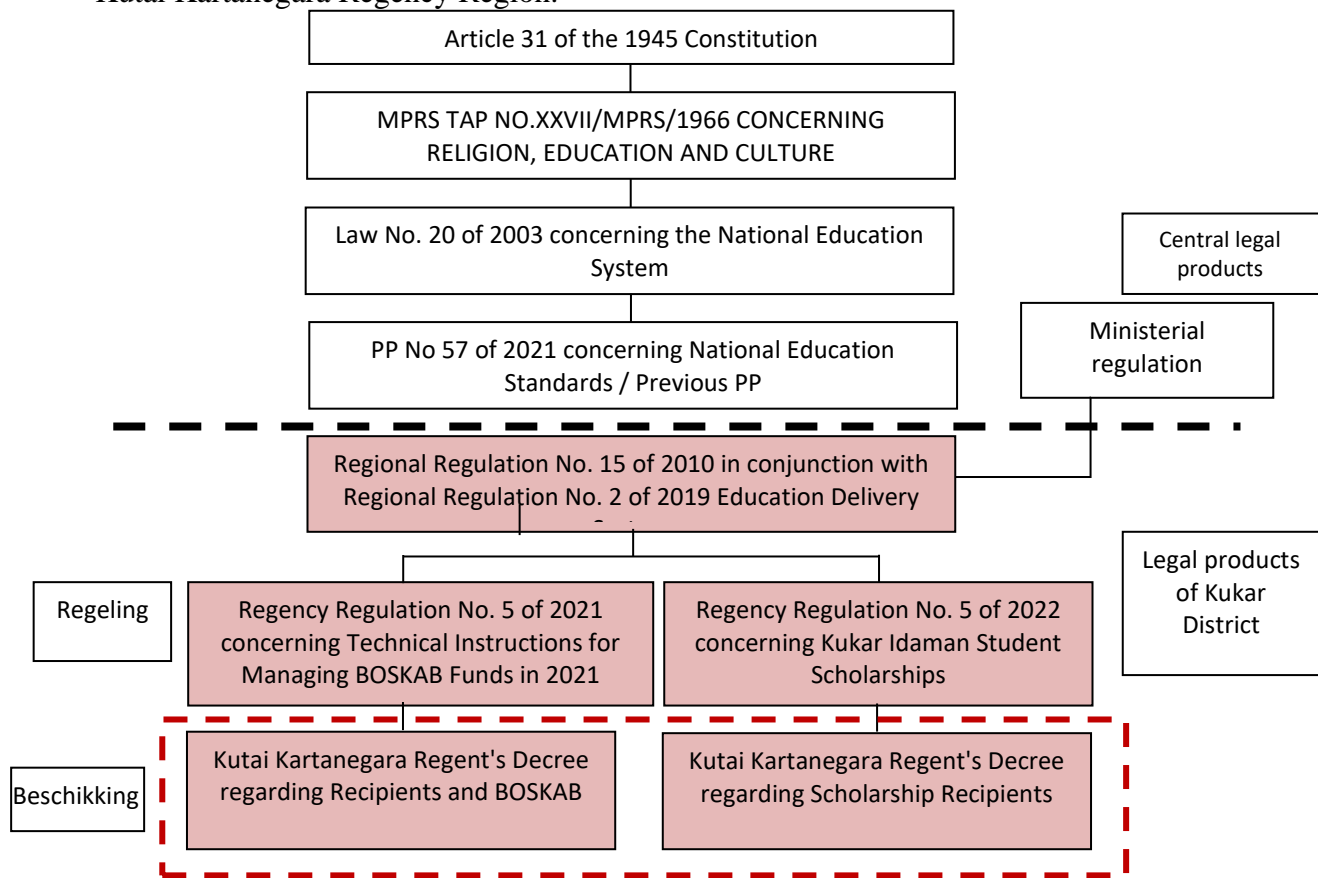 Kutai Kartanegara Regency Region.
Article 31 of the 1945 Constitution
MPRS TAP NO.XXVII/MPRS/1966 CONCERNING
RELIGION, EDUCATION AND CULTURE
Law No. 20 of 2003 concerning the National Education
System
Central legal
products
PP No 57 of 2021 concerning National Education
Standards / Previous PP
Ministerial
regulation
Regional Regulation No. 15 of 2010 in conjunction with
Regional Regulation No. 2 of 2019 Education Delivery
Legal products
of Kukar
District
Regeling
Regency Regulation No. 5 of 2021
concerning Technical Instructions for
Managing BOSKAB Funds in 2021
Regency Regulation No. 5 of 2022
concerning Kukar Idaman Student
Scholarships
Beschikking
Kutai Kartanegara Regent's Decree
regarding Recipients and BOSKAB
Kutai Kartanegara Regent's Decree
regarding Scholarship Recipients